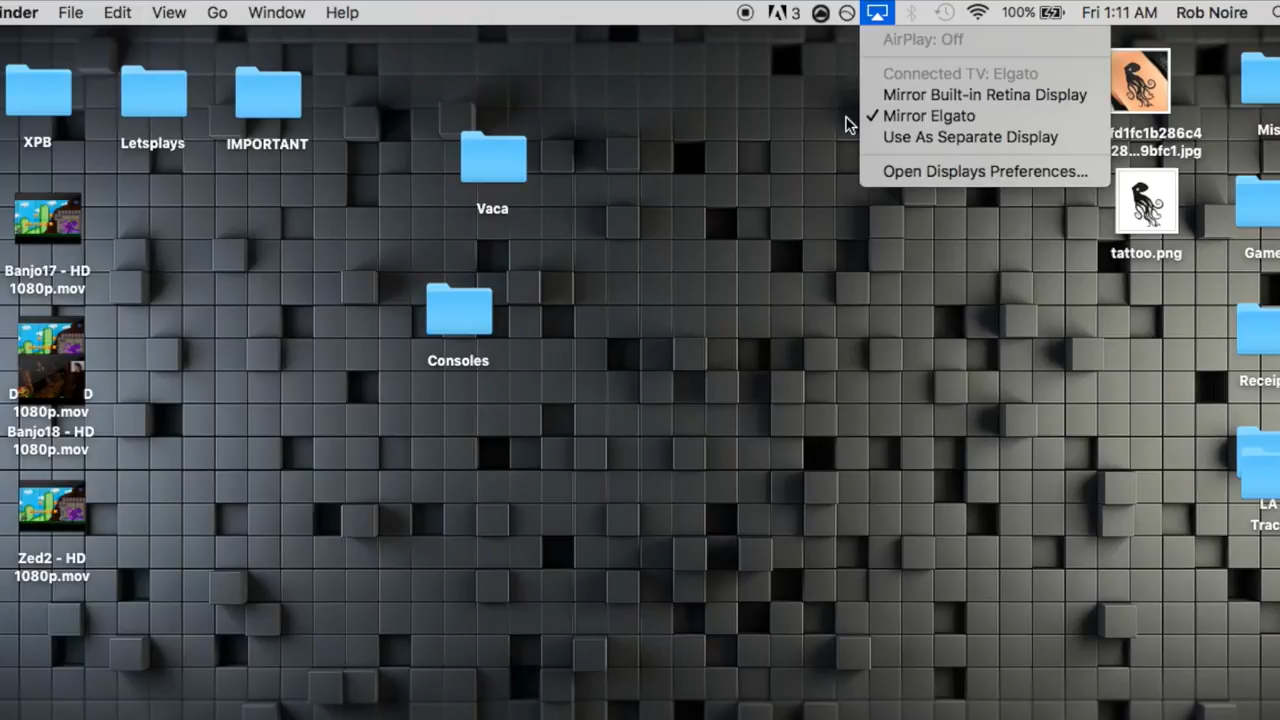 inder File Edit View Go Window Help 3 100% Fri 1:11 AM Rob Noire
AirPlay: Off
Connected TV: Elgato
Mirror Built-in Retina Display
✓ Mirror Elgato
Use As Separate Display
Open Displays Preferences...
XPB
Letsplays
IMPORTANT
Vaca
Consoles
Banjo17 - HD
1080p.mov
D D
1080p.mov
Banjo18 - HD
1080p.mov
Zed2 - HD
1080p.mov
fd1fc1b286c4
28...9bfc1.jpg
tattoo.png
Mis
Game
Receip
LA
Trac